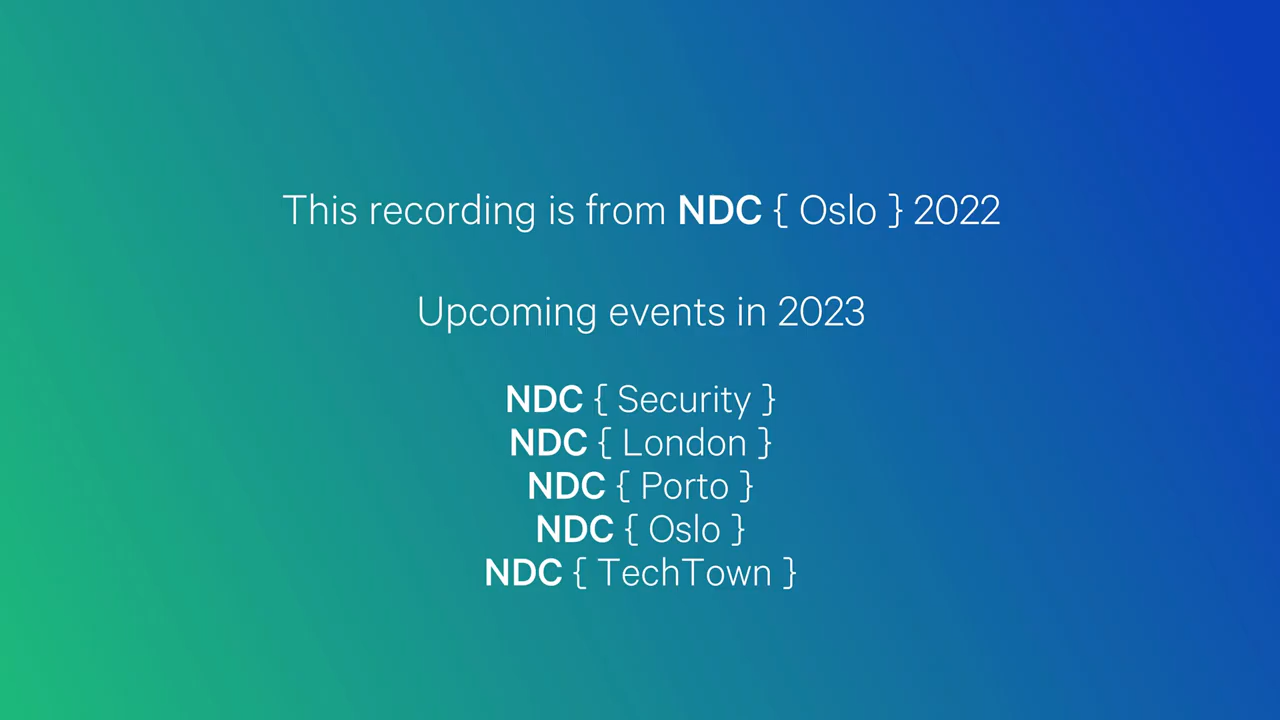 This recording is from NDC { Oslo } 2022
Upcoming events in 2023
NDC { Security }
NDC { London }
NDC { Porto }
NDC { Oslo }
NDC { TechTown }